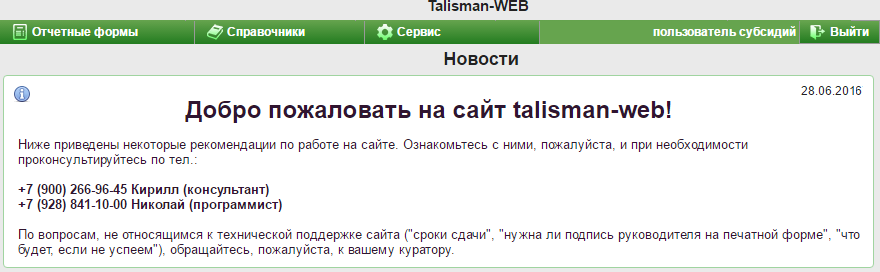 Talisman-WEB
Отчетные формы Справочники Сервис пользователь субсидий Выйти
Новости
28.06.2016
Добро пожаловать на сайт talisman-web!
Ниже приведены некоторые рекомендации по работе на сайте. Ознакомьтесь с ними, пожалуйста, и при необходимости
проконсультируйтесь по тел.:
+7 (900) 266-96-45 Кирилл (консультант)
+7 (928) 841-10-00 Николай (программист)
По вопросам, не относящимся к технической поддержке сайта ("сроки сдачи", "нужна ли подпись руководителя на печатной форме", "что
будет, если не успеем"), обращайтесь, пожалуйста, к вашему куратору.